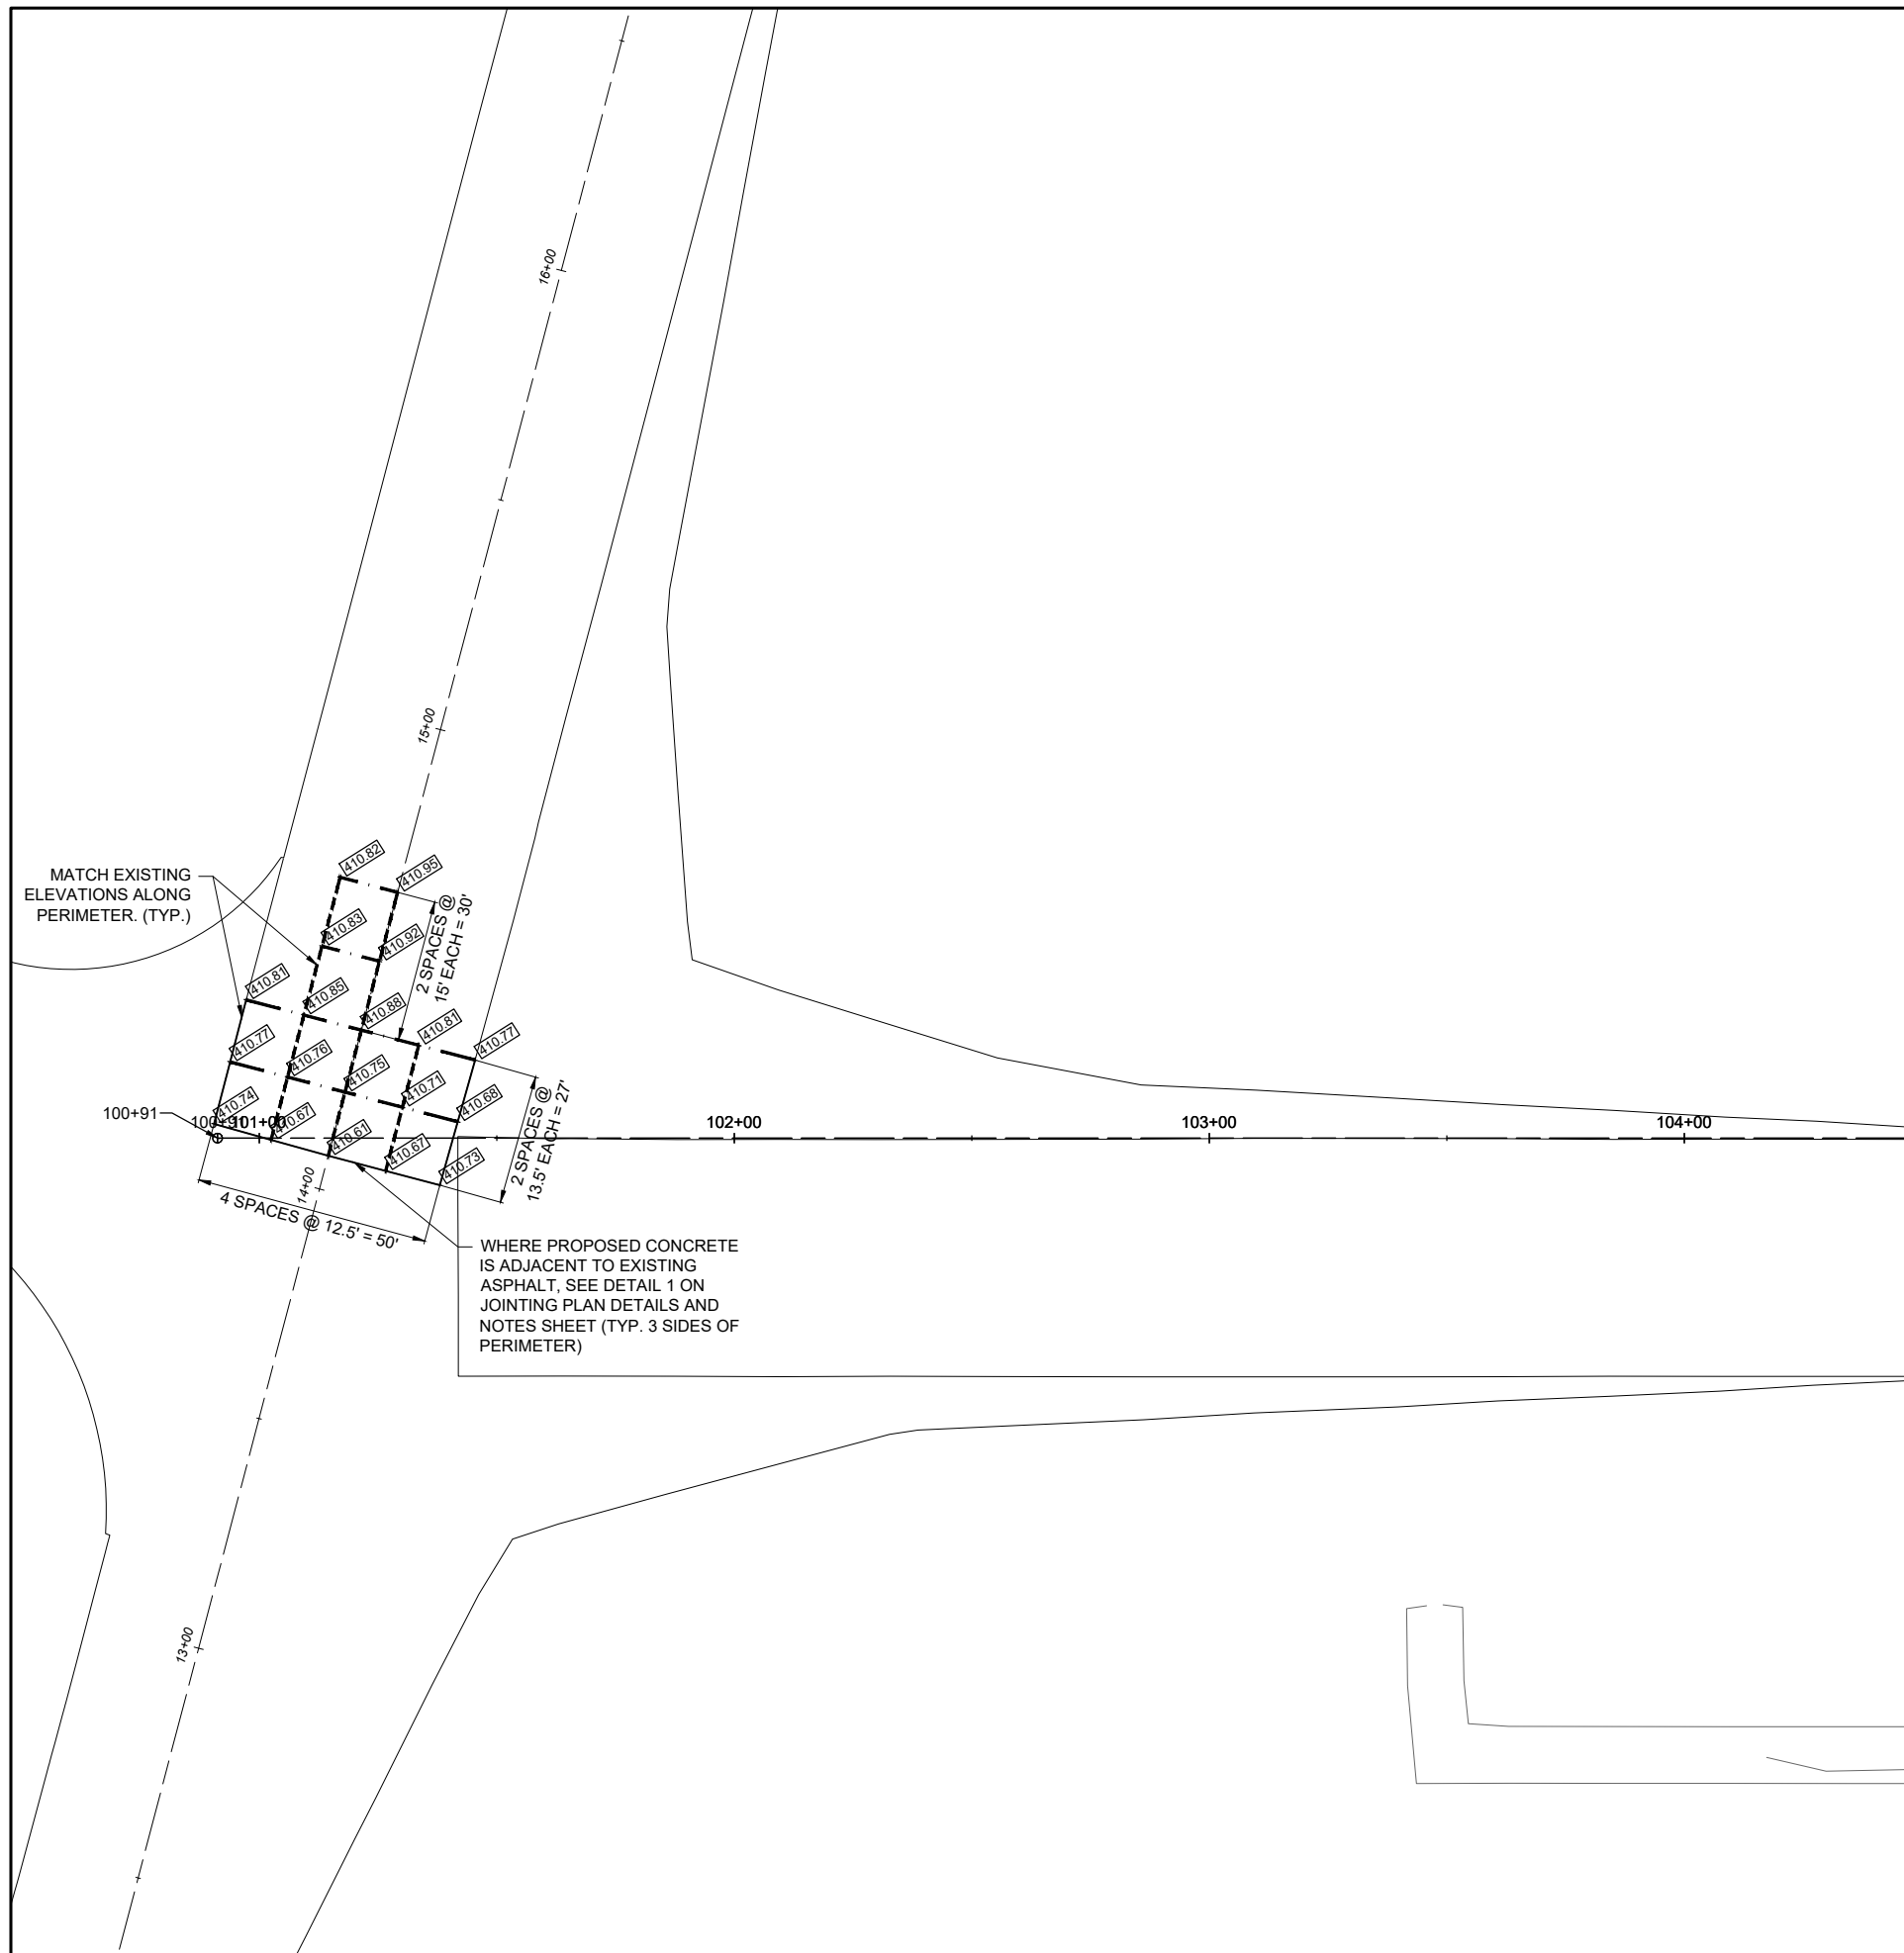 16+00
15+00
MATCH EXISTING
ELEVATIONS ALONG
PERIMETER. (TYP.)
410.82
410.95
410.83
410.92
2 SPACES @
15' EACH = 30'
410.81
410.85
410.88
410.81
410.77
410.77
410.76
410.75
410.71
410.68
2 SPACES @
13.5' EACH = 27'
410.74
410.67
410.61
410.67
410.73
100+91
100+91
101+00
102+00
103+00
104+00
14+00
4 SPACES @ 12.5' = 50'
WHERE PROPOSED CONCRETE
IS ADJACENT TO EXISTING
ASPHALT, SEE DETAIL 1 ON
JOINTING PLAN DETAILS AND
NOTES SHEET (TYP. 3 SIDES OF
PERIMETER)
13+00